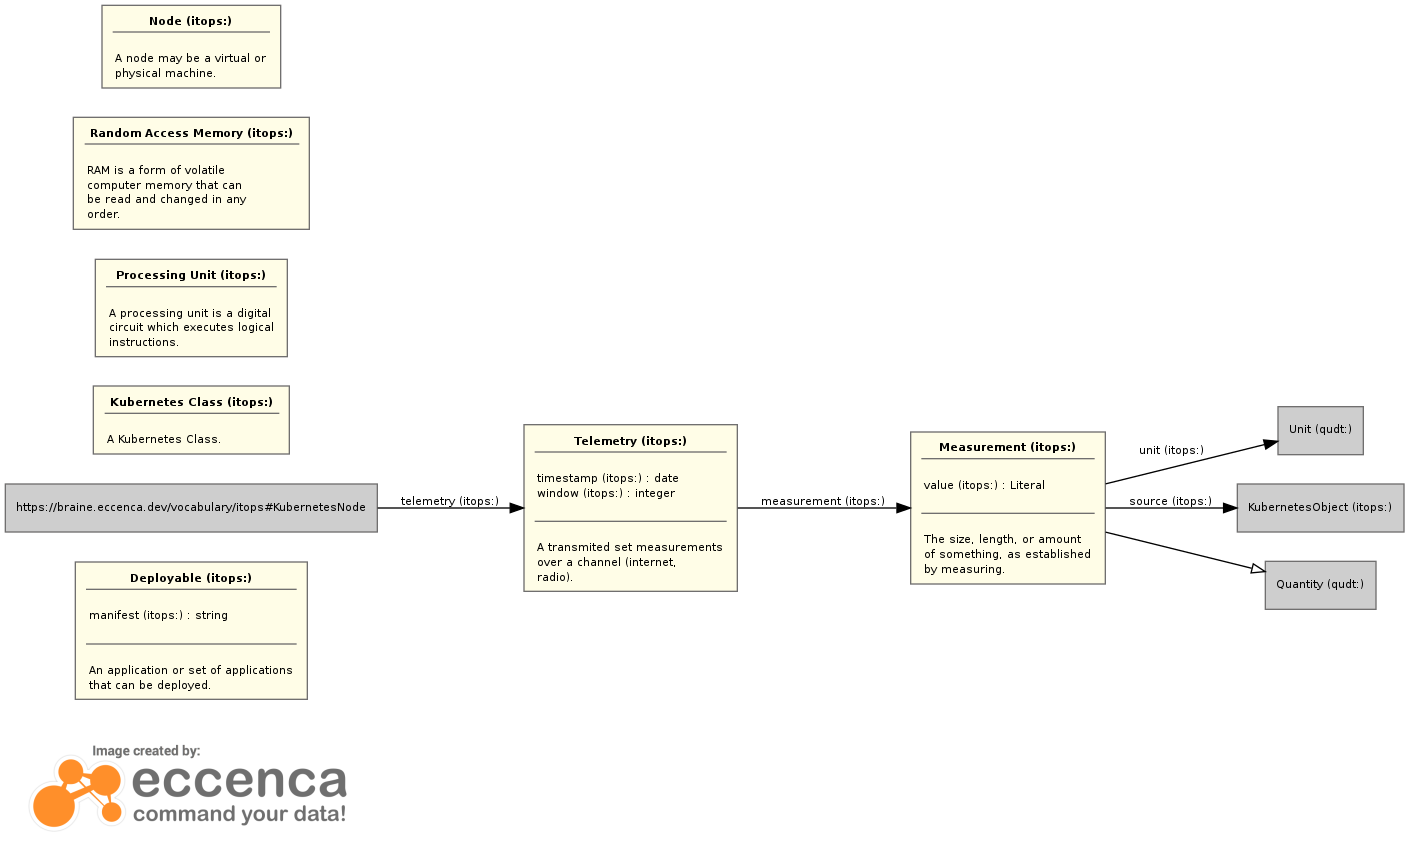 Node (itops:)
A node may be a virtual or
physical machine.
Random Access Memory (itops:)
RAM is a form of volatile
computer memory that can
be read and changed in any
order.
Processing Unit (itops:)
A processing unit is a digital
circuit which executes logical
instructions.
Kubernetes Class (itops:)
A Kubernetes Class.
https://braine.eccenca.dev/vocabulary/itops#KubernetesNode
telemetry (itops:)
Telemetry (itops:)
timestamp (itops:) : date
window (itops:) : integer
A transmited set measurements
over a channel (internet,
radio).
measurement (itops:)
Measurement (itops:)
value (itops:) : Literal
The size, length, or amount
of something, as established
by measuring.
unit (itops:)
Unit (qudt:)
source (itops:)
KubernetesObject (itops:)
Quantity (qudt:)
Deployable (itops:)
manifest (itops:) : string
An application or set of applications
that can be deployed.
Image created by:
eccenca
command your data!